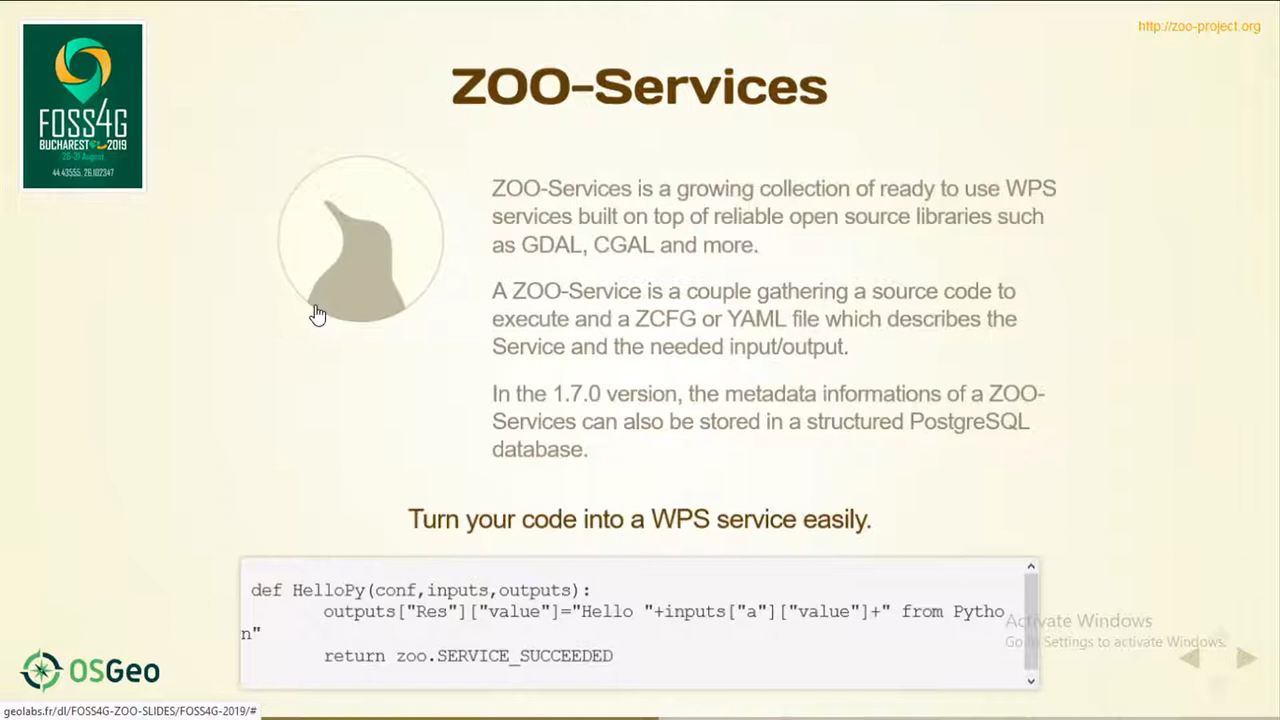 http://zoo-project.org
FOSS4G
BUCHAREST 2019
26-31 August
44.43555, 26.102347
ZOO-Services
ZOO-Services is a growing collection of ready to use WPS
services built on top of reliable open source libraries such
as GDAL, CGAL and more.
A ZOO-Service is a couple gathering a source code to
execute and a ZCFG or YAML file which describes the
Service and the needed input/output.
In the 1.7.0 version, the metadata informations of a ZOO-
Services can also be stored in a structured PostgreSQL
database.
Turn your code into a WPS service easily.
def HelloPy(conf,inputs,outputs):
outputs["Res"]["value"]="Hello "+inputs["a"]["value"]+" from Pytho
n"
return zoo.SERVICE_SUCCEEDED
Activate Windows
Go to Settings to activate Windows.
OSGeo
geolabs.fr/dl/FOSS4G-ZOO-SLIDES/FOSS4G-2019/#